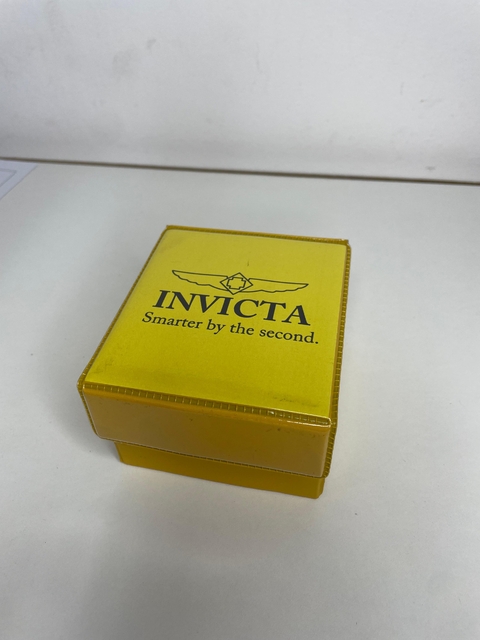 INVICTA
Smarter by the second.